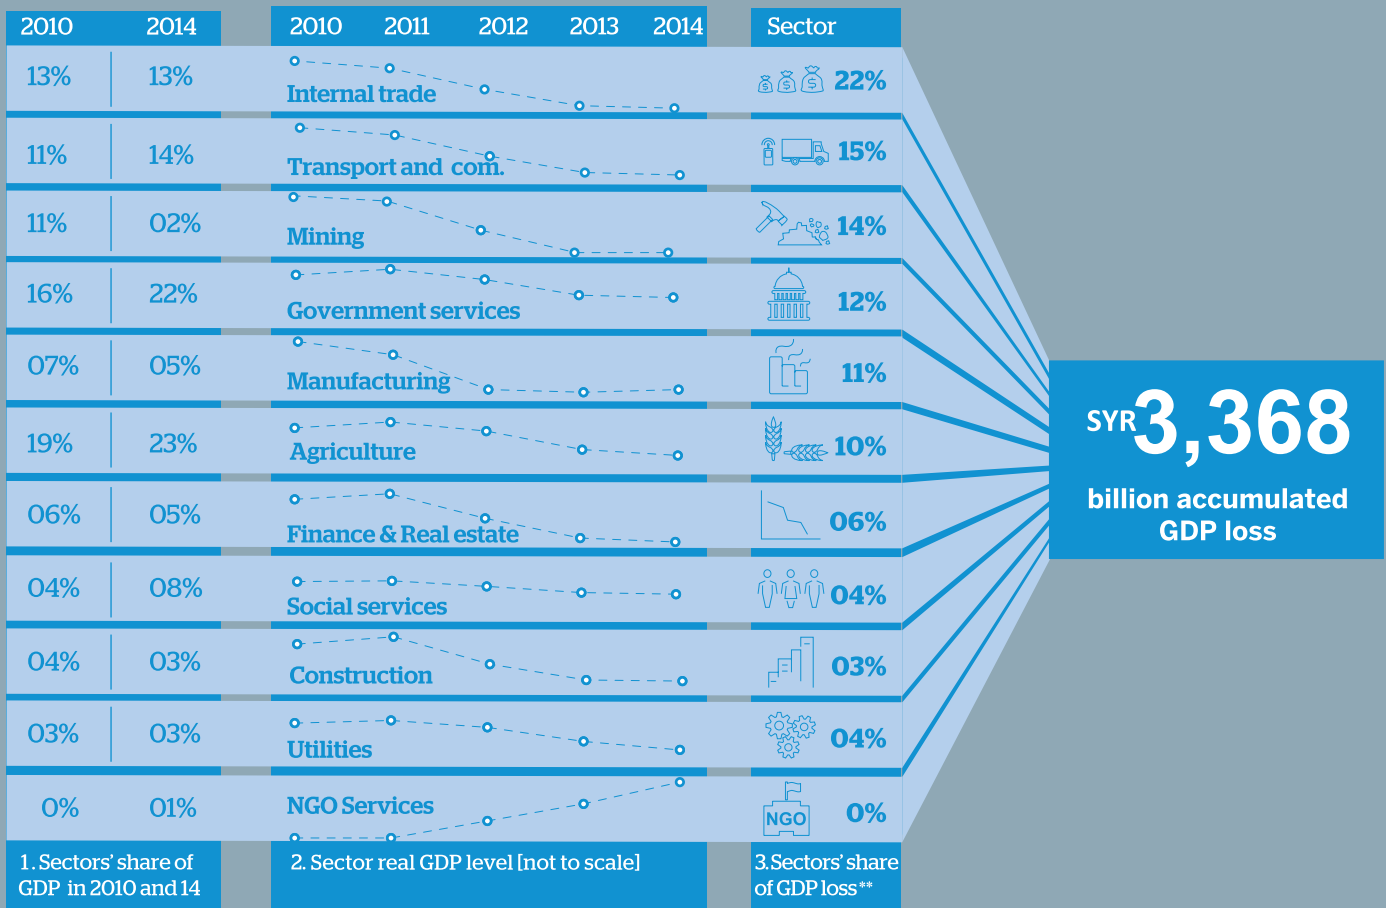 2010 2014 2010 2011 2012 2013 2014 Sector
13% 13% Internal trade 22%
11% 14% Transport and com. 15%
11% 02% Mining 14%
16% 22% Government services 12%
07% 05% Manufacturing 11%
19% 23% Agriculture 10%
06% 05% Finance & Real estate 06%
04% 08% Social services 04%
04% 03% Construction 03%
03% 03% Utilities 04%
0% 01% NGO Services NGO 0%
SYR 3,368
billion accumulated
GDP loss
1. Sectors' share of
GDP in 2010 and 14
2. Sector real GDP level [not to scale]
3. Sectors' share
of GDP loss**